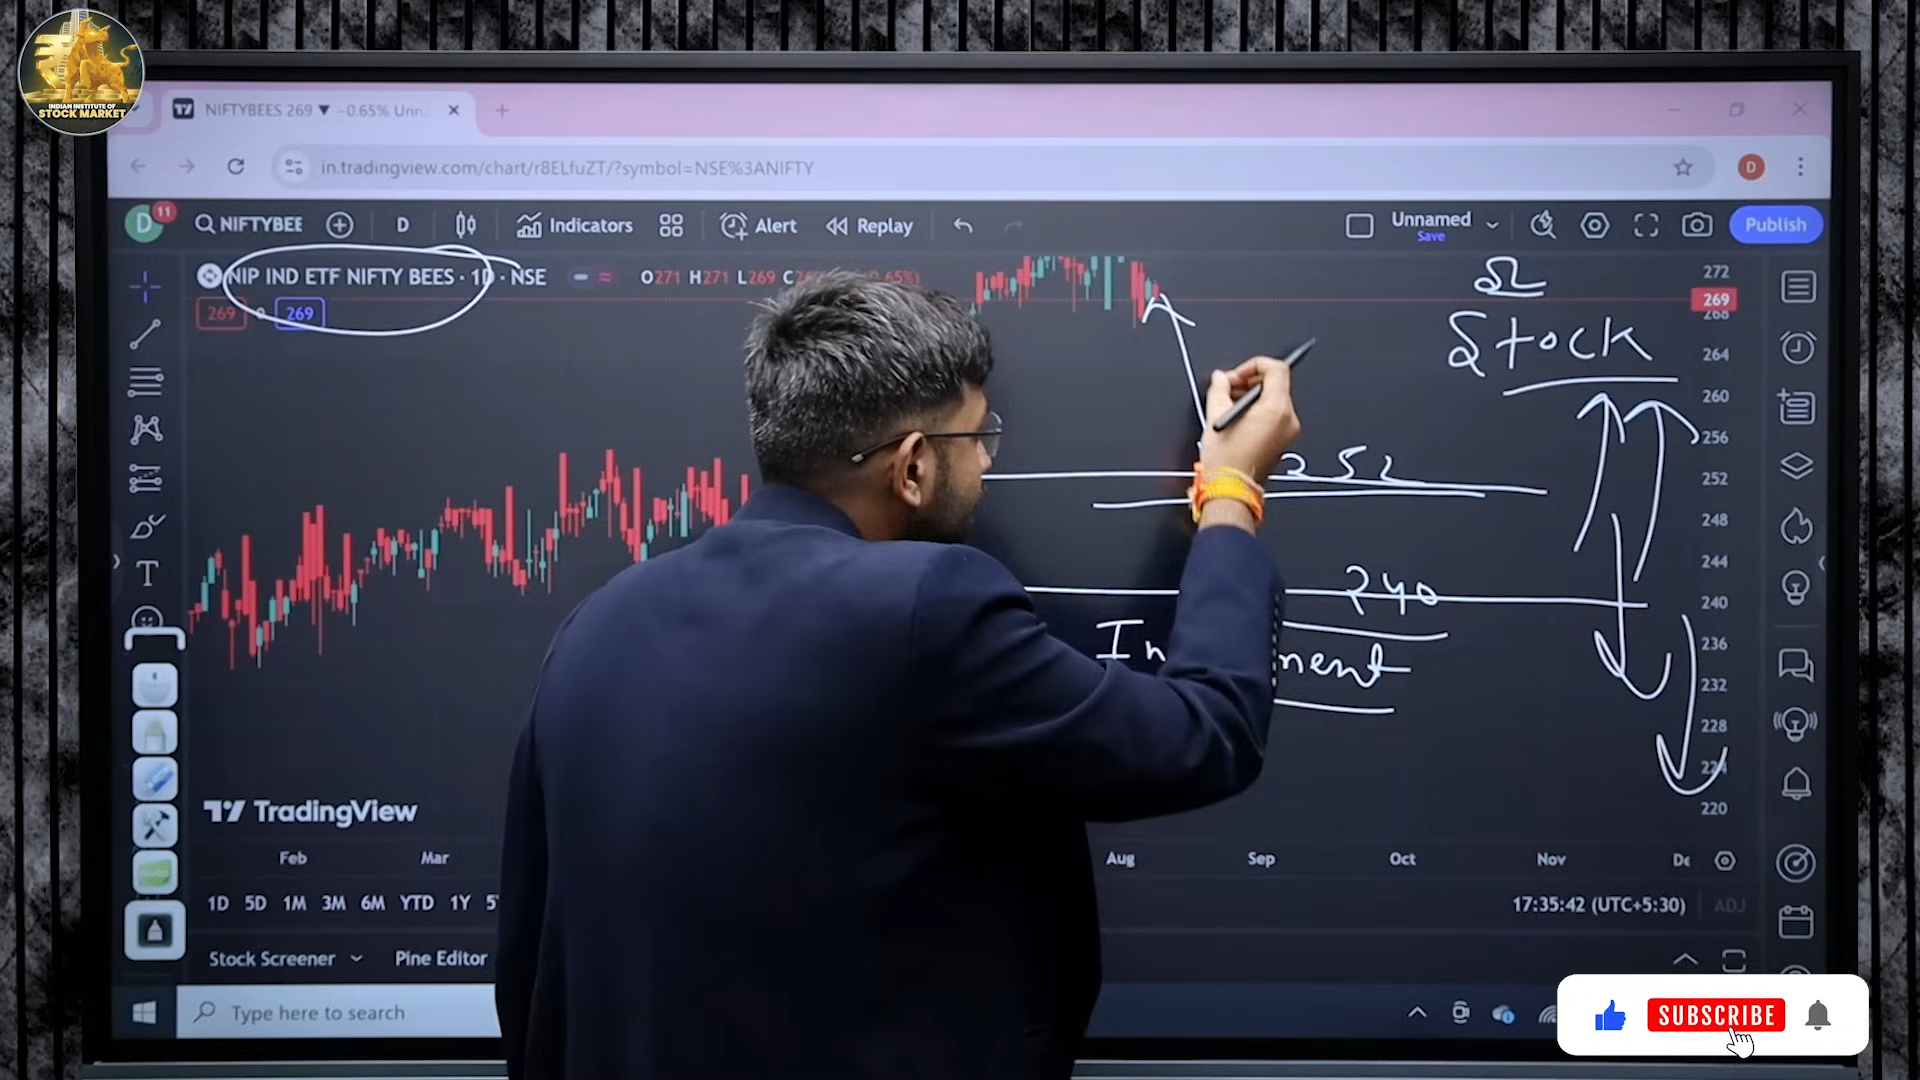 INDIAN INSTITUTE OF
STOCK MARKET
NIFTYBEES 269 ▼ -0.65% Unn
in.tradingview.com/chart/r8ELfuZT/?symbol=NSE%3ANIFTY
D
D
11
NIFTYBEE
D
Indicators
Alert
Replay
Unnamed
Save
Publish
NIP IND ETF NIFTY BEES · 1D · NSE
O271 H271 L269
269
269
Stock
272
269
268
264
260
256
252
248
244
240
236
232
228
224
220
252
240
TradingView
Feb
Mar
Aug
Sep
Oct
Nov
1D
5D
1M
3M
6M
YTD
1Y
17:35:42 (UTC+5:30)
ADJ
Stock Screener
Pine Editor
Type here to search
SUBSCRIBE